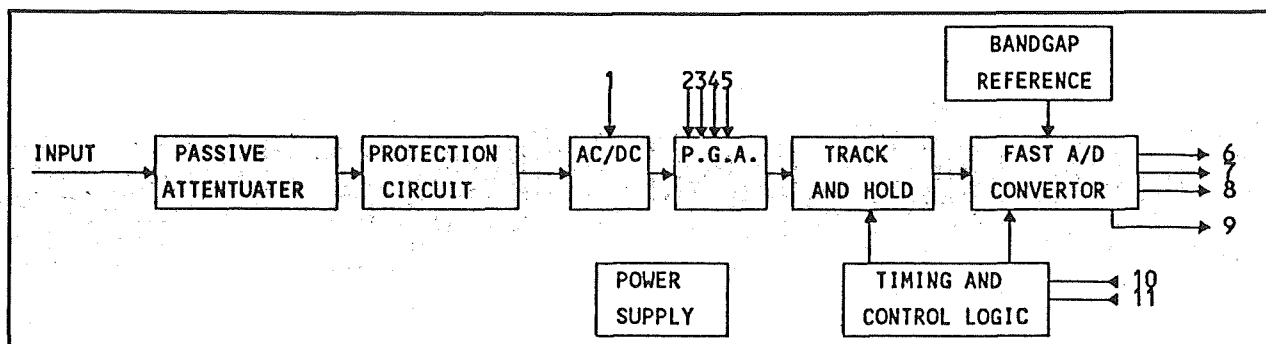 BANDGAP
REFERENCE
1
2345
INPUT
PASSIVE
ATTENTUATER
PROTECTION
CIRCUIT
AC/DC
P.G.A.
TRACK
AND HOLD
FAST A/D
CONVERTOR
6
7
8
9
POWER
SUPPLY
TIMING AND
CONTROL LOGIC
10
11